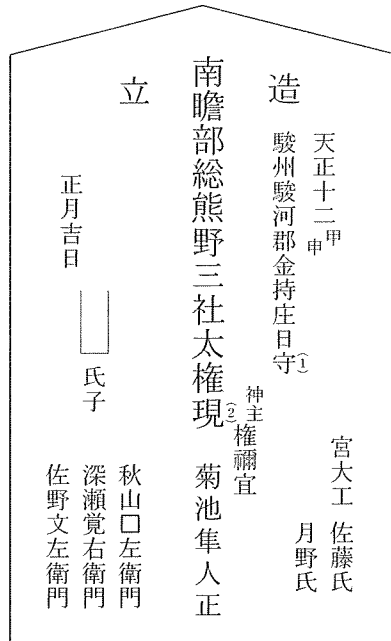 造
立
天正十二甲申
駿州駿河郡金持庄日守(1)
宮大工 佐藤氏
月野氏
南瞻部総熊野三社太権現(2)
神主
権禰宜
菊池隼人正
正月吉日
氏子
秋山口左衛門
深瀬覚右衛門
佐野文左衛門